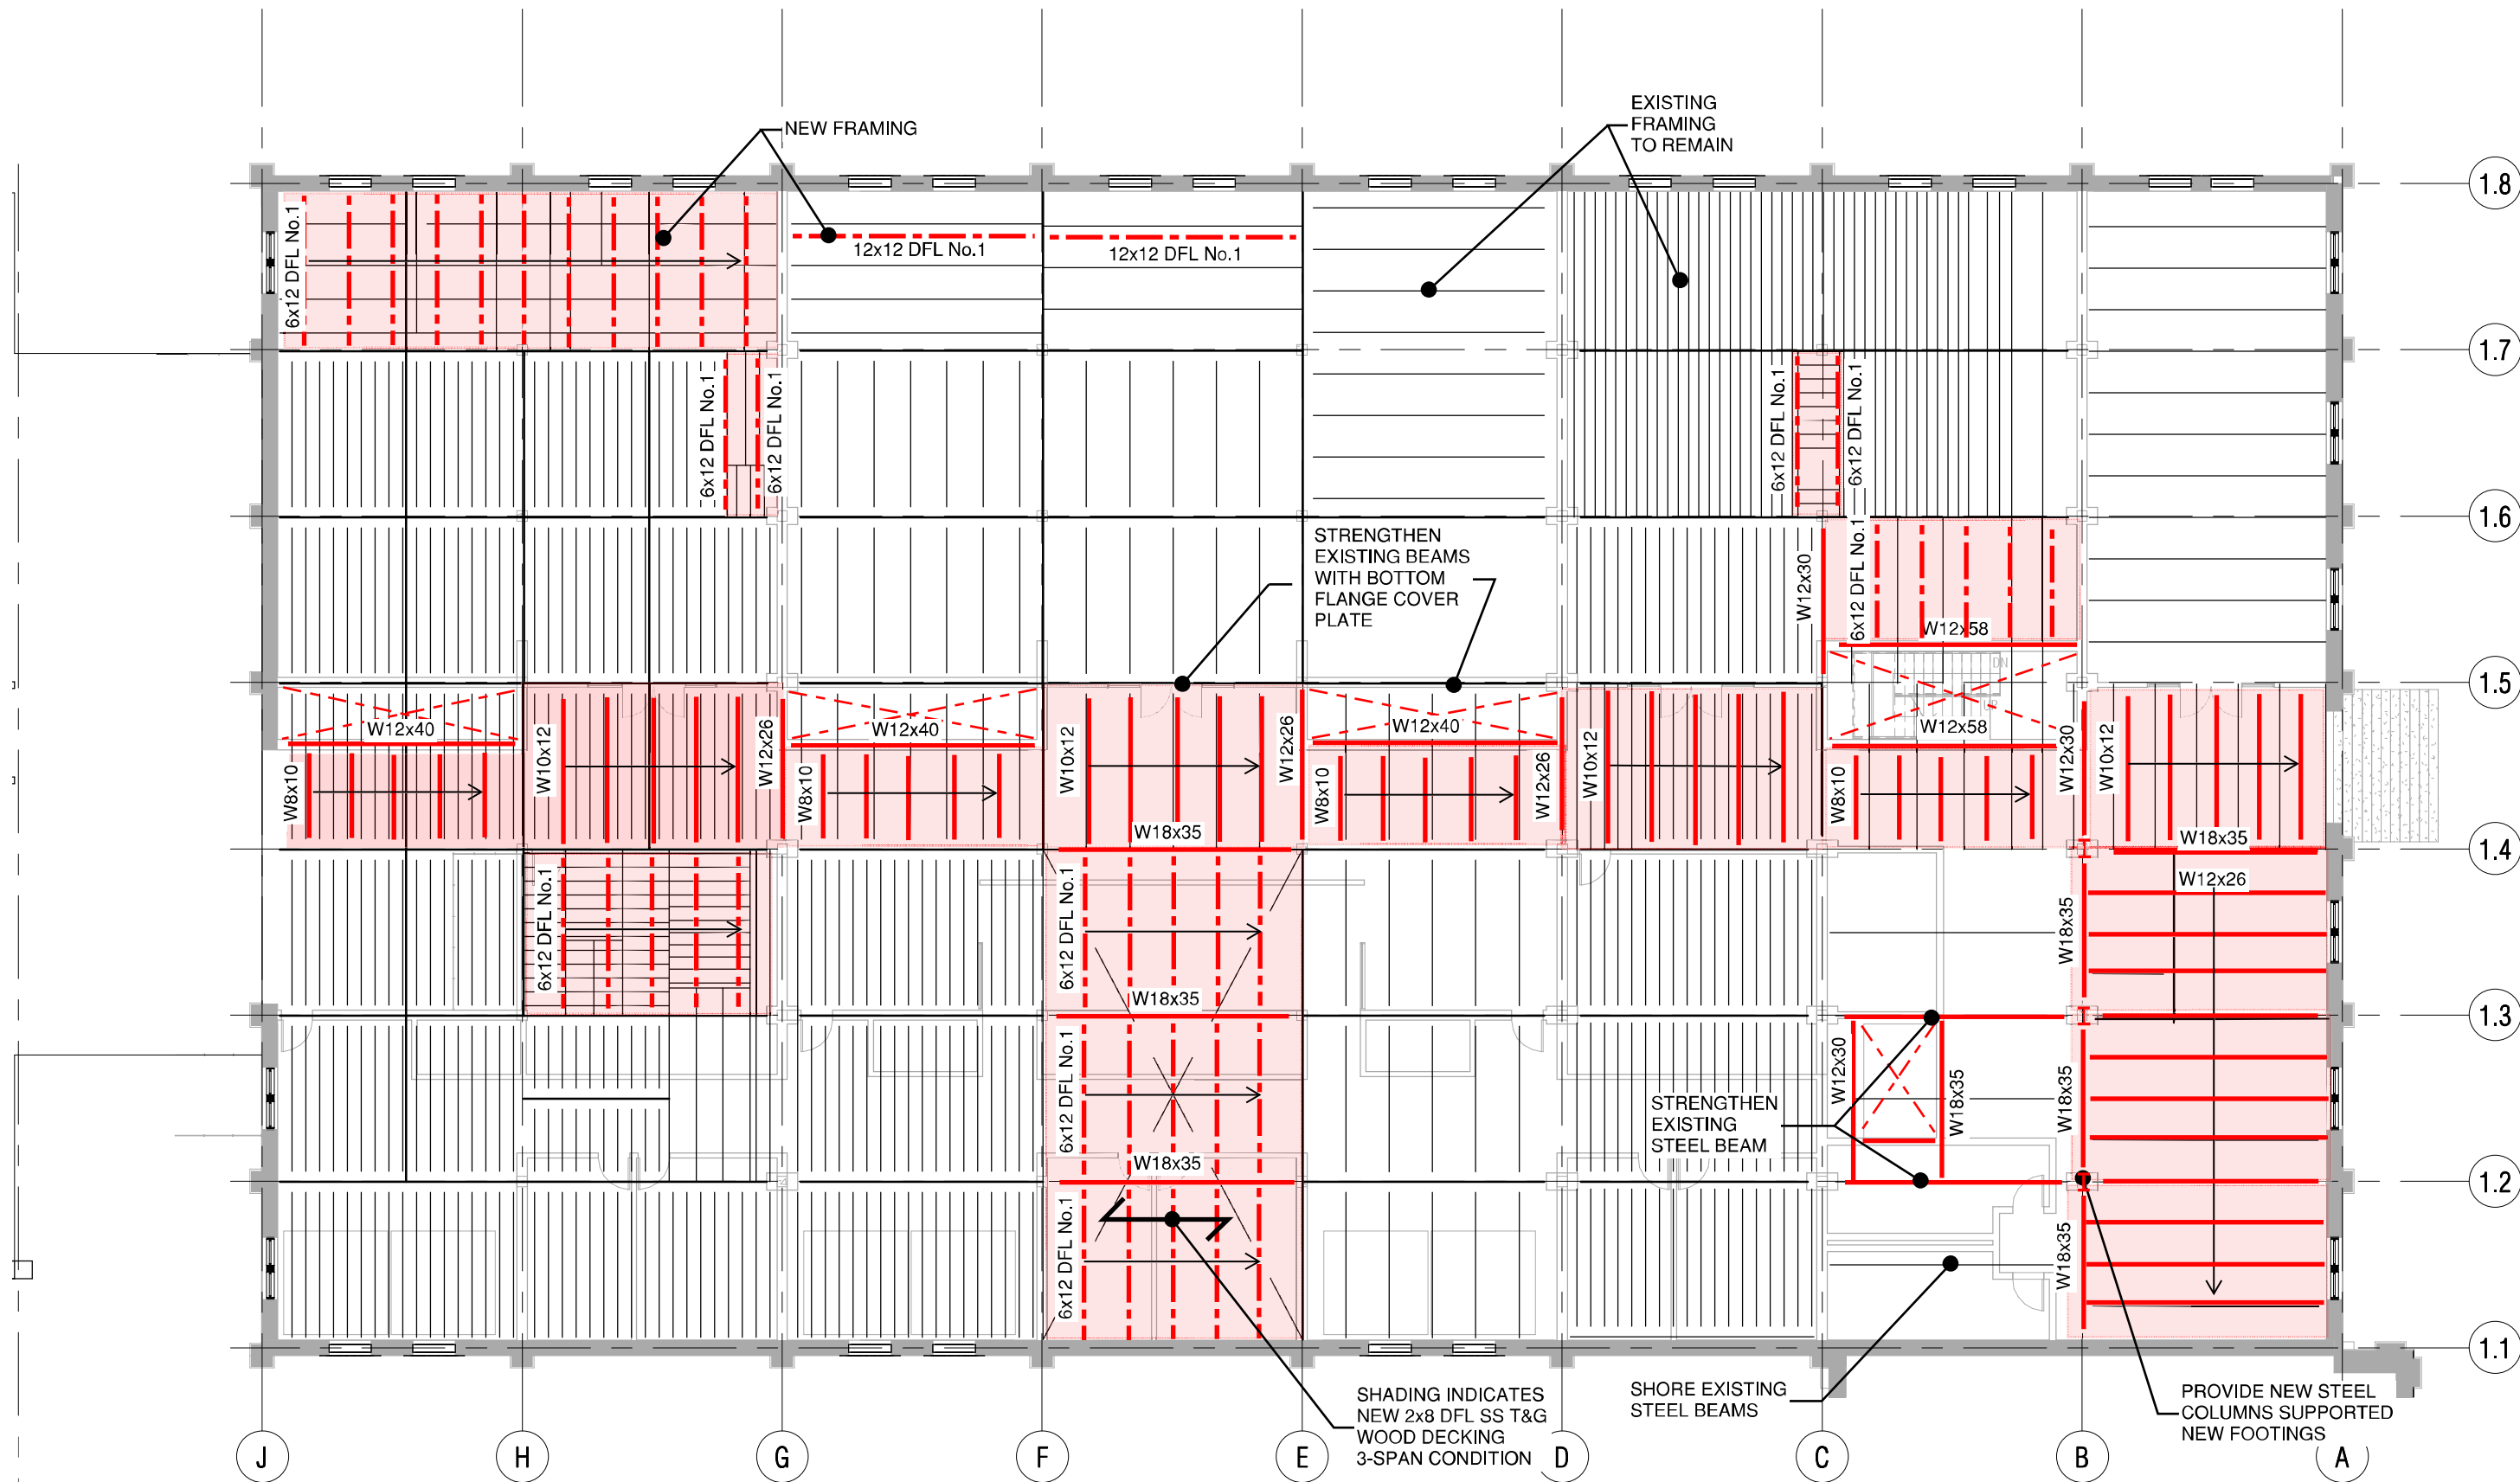 EXISTING
FRAMING
TO REMAIN
NEW FRAMING
1.8
6x12 DFL No.1
12x12 DFL No.1
12x12 DFL No.1
1.7
6x12 DFL No.1
6x12 DFL No.1
6x12 DFL No.1
6x12 DFL No.1
1.6
STRENGTHEN
EXISTING BEAMS
WITH BOTTOM
FLANGE COVER
PLATE
W12x30
6x12 DFL No.1
W12x58
DN
UP
1.5
W12x40
W12x40
W12x40
W12x58
W8x10
W10x12
W12x26
W8x10
W10x12
W12x26
W8x10
W12x26
W10x12
W8x10
W12x30
W10x12
W18x35
W18x35
1.4
W12x26
6x12 DFL No.1
6x12 DFL No.1
W18x35
W18x35
1.3
6x12 DFL No.1
W12x30
W18x35
W18x35
STRENGTHEN
EXISTING
STEEL BEAM
W18x35
1.2
6x12 DFL No.1
W18x35
1.1
SHADING INDICATES
NEW 2x8 DFL SS T&G
WOOD DECKING
3-SPAN CONDITION
SHORE EXISTING
STEEL BEAMS
PROVIDE NEW STEEL
COLUMNS SUPPORTED
NEW FOOTINGS
J
H
G
F
E
D
C
B
A